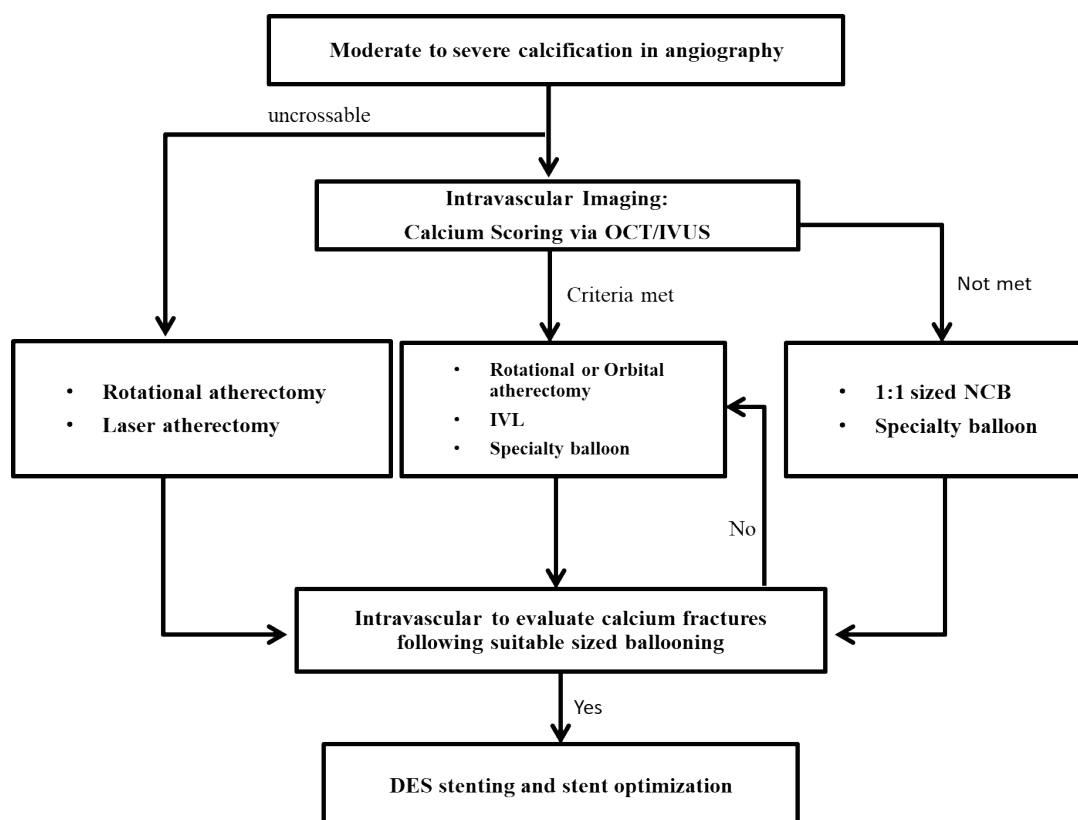 Moderate to severe calcification in angiography
uncrossable
Intravascular Imaging:
Calcium Scoring via OCT/IVUS
Criteria met
Not met
• Rotational atherectomy
• Laser atherectomy
• Rotational or Orbital
atherectomy
• IVL
• Specialty balloon
• 1:1 sized NCB
• Specialty balloon
No
Intravascular to evaluate calcium fractures
following suitable sized ballooning
Yes
DES stenting and stent optimization